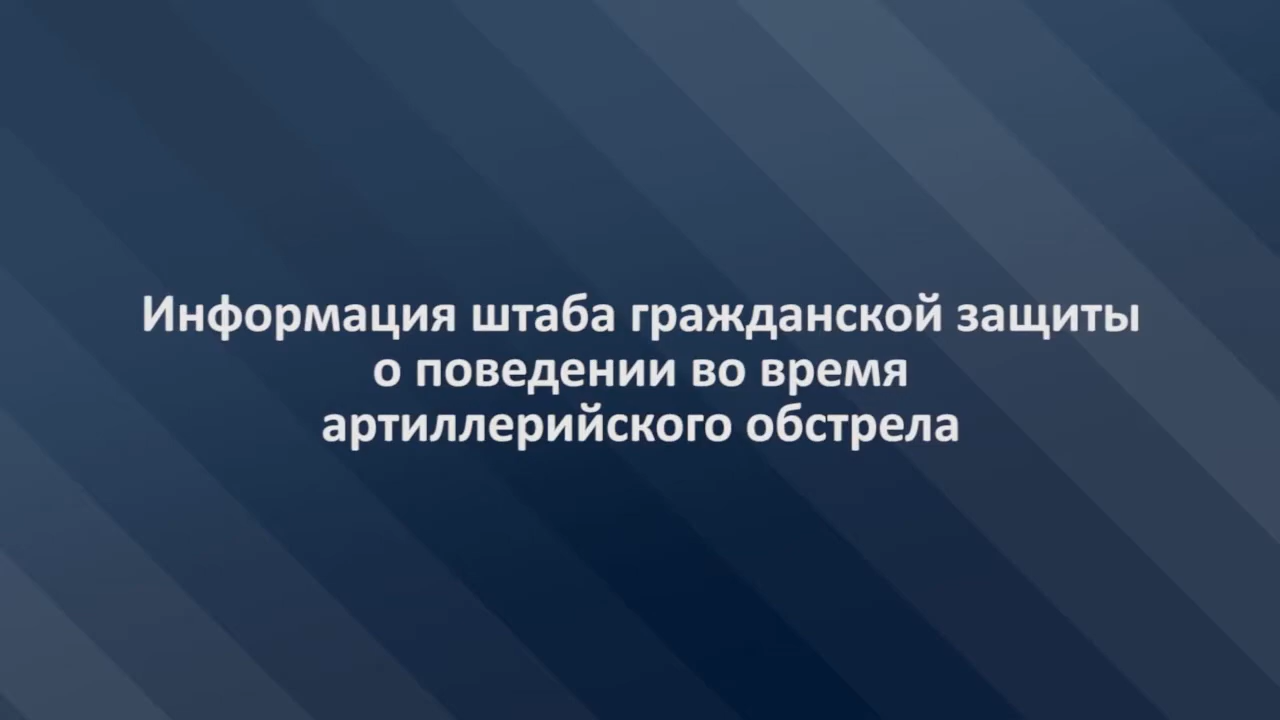 Информация штаба гражданской защиты
о поведении во время
артиллерийского обстрела